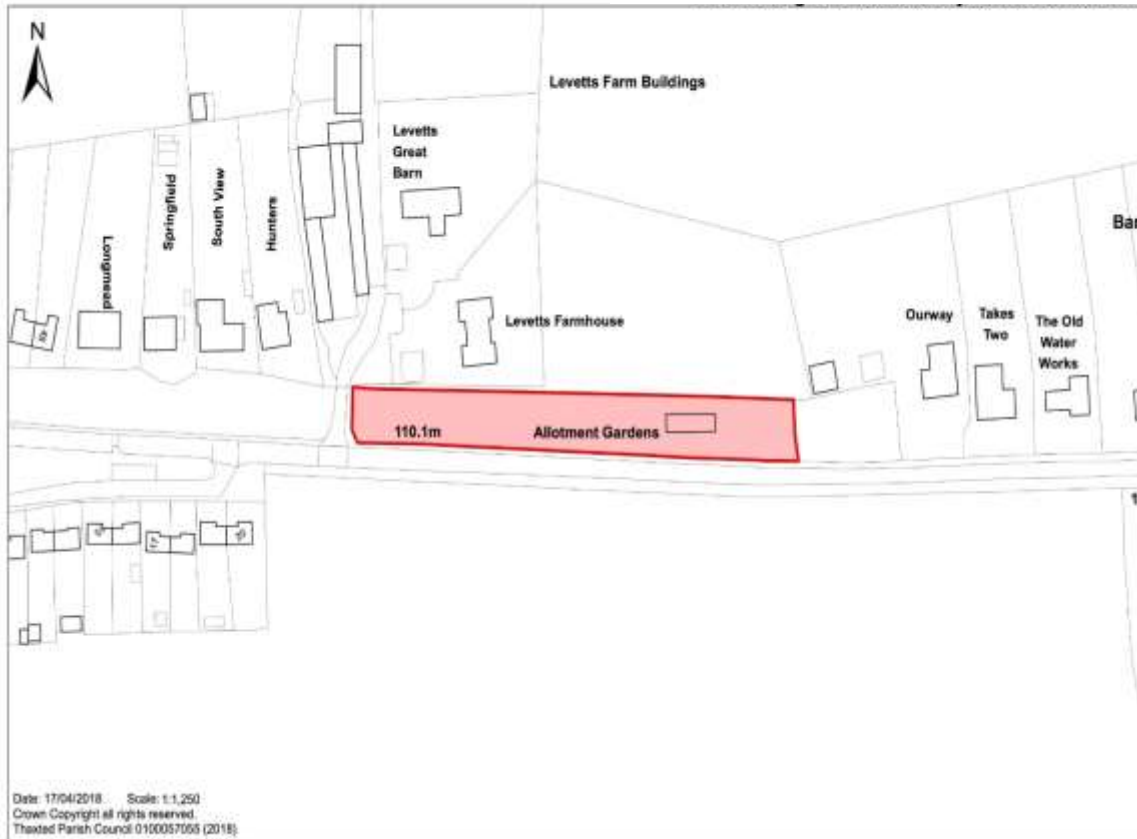 N
Levetts Farm Buildings
Levetts
Great
Barn
Longmead
Springfield
South View
Hunters
Levetts Farmhouse
Ourway
Takes
Two
The Old
Water
Works
Bar
110.1m
Allotment Gardens
17
Date: 17/04/2018 Scale: 1:1,250
Crown Copyright all rights reserved.
Thaxted Parish Council 0100057055 (2018)